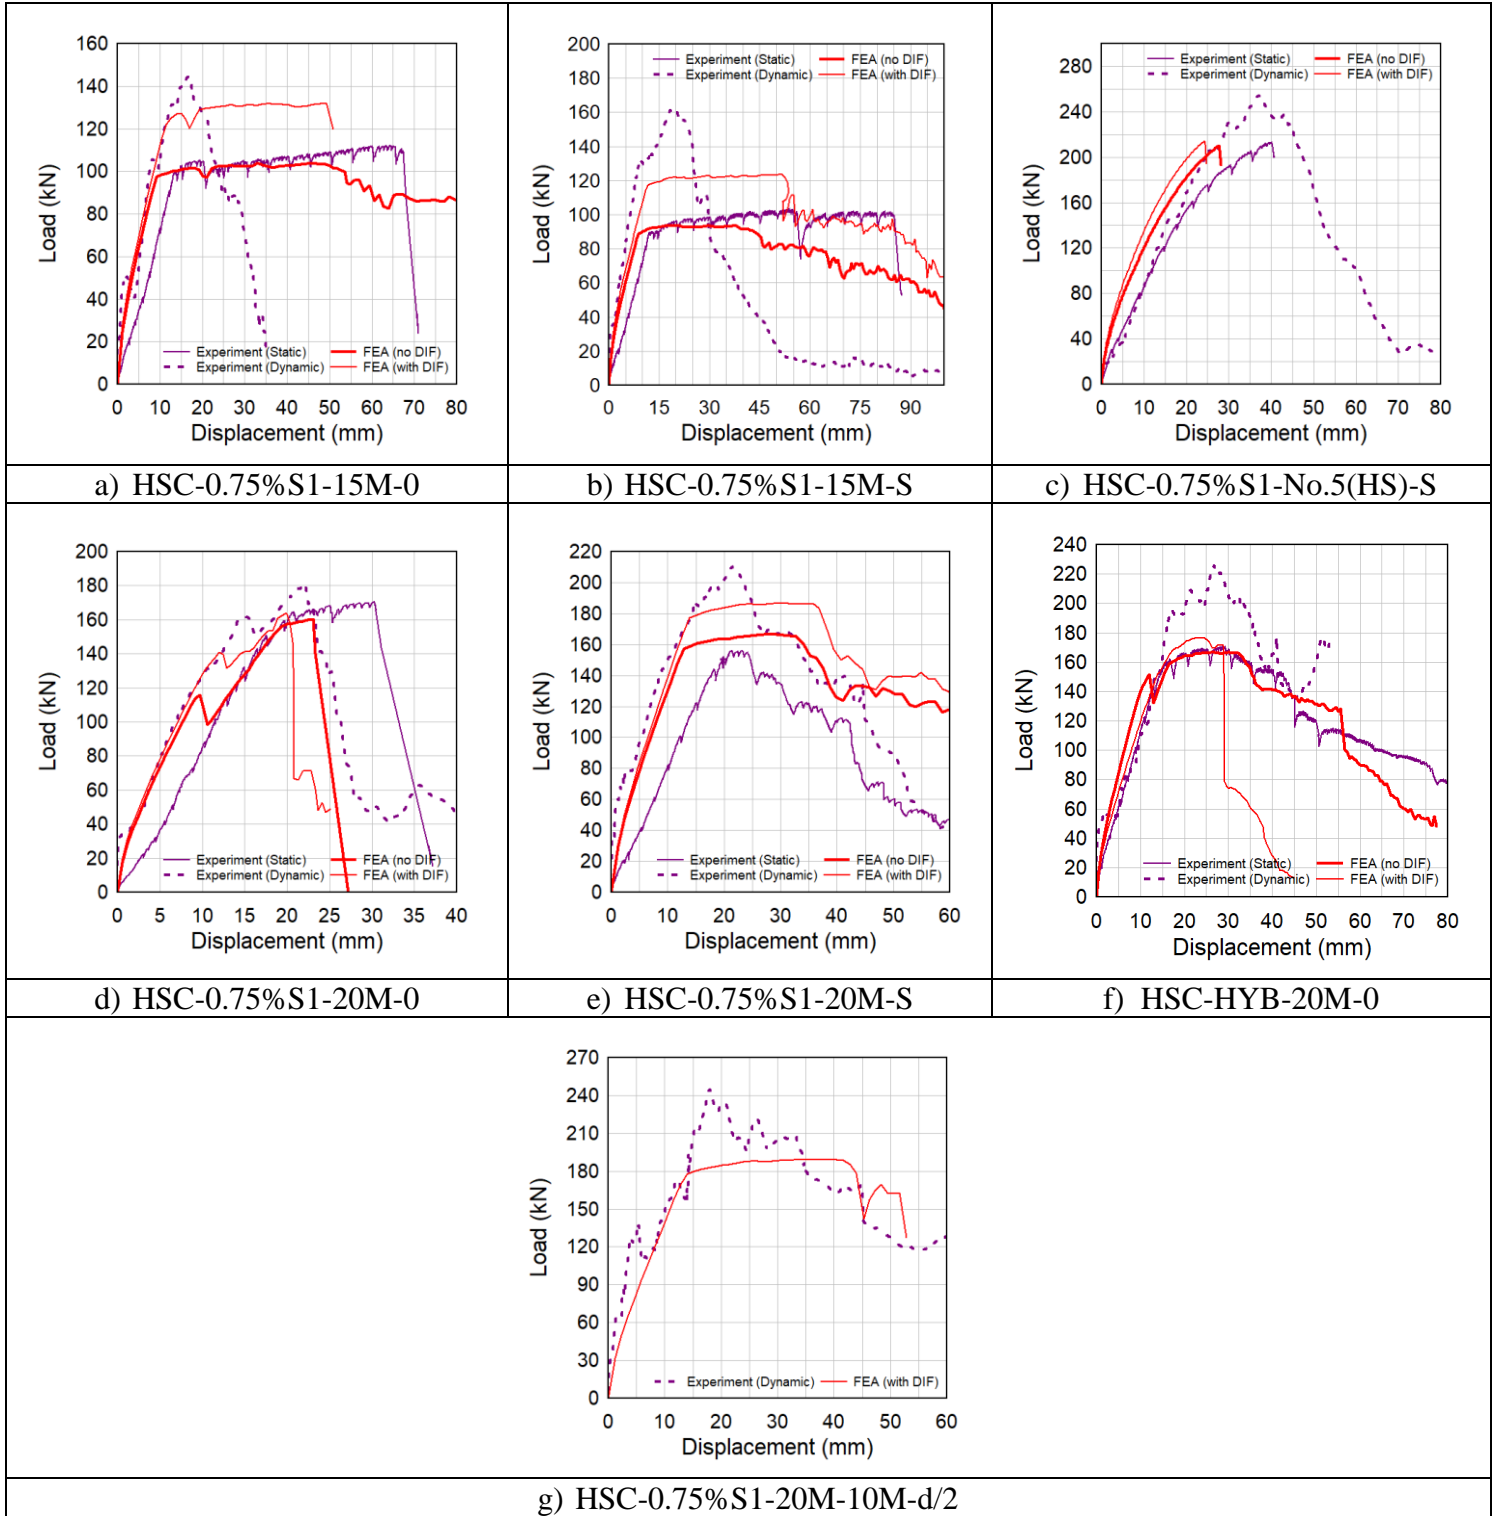 160
140
120
100
80
60
40
20
0
Load (kN)
Experiment (Static) FEA (no DIF)
Experiment (Dynamic) FEA (with DIF)
0 10 20 30 40 50 60 70 80
Displacement (mm)
a) HSC-0.75%S1-15M-0
200
180
160
140
120
100
80
60
40
20
0
Load (kN)
Experiment (Static) FEA (no DIF)
Experiment (Dynamic) FEA (with DIF)
0 15 30 45 60 75 90
Displacement (mm)
b) HSC-0.75%S1-15M-S
280
240
200
160
120
80
40
0
Load (kN)
Experiment (Static) FEA (no DIF)
Experiment (Dynamic) FEA (with DIF)
0 10 20 30 40 50 60 70 80
Displacement (mm)
c) HSC-0.75%S1-No.5(HS)-S
200
180
160
140
120
100
80
60
40
20
0
Load (kN)
Experiment (Static) FEA (no DIF)
Experiment (Dynamic) FEA (with DIF)
0 5 10 15 20 25 30 35 40
Displacement (mm)
d) HSC-0.75%S1-20M-0
220
200
180
160
140
120
100
80
60
40
20
0
Load (kN)
Experiment (Static) FEA (no DIF)
Experiment (Dynamic) FEA (with DIF)
0 10 20 30 40 50 60
Displacement (mm)
e) HSC-0.75%S1-20M-S
240
220
200
180
160
140
120
100
80
60
40
20
0
Load (kN)
Experiment (Static) FEA (no DIF)
Experiment (Dynamic) FEA (with DIF)
0 10 20 30 40 50 60 70 80
Displacement (mm)
f) HSC-HYB-20M-0
270
240
210
180
150
120
90
60
30
0
Load (kN)
Experiment (Dynamic) FEA (with DIF)
0 10 20 30 40 50 60
Displacement (mm)
g) HSC-0.75%S1-20M-10M-d/2